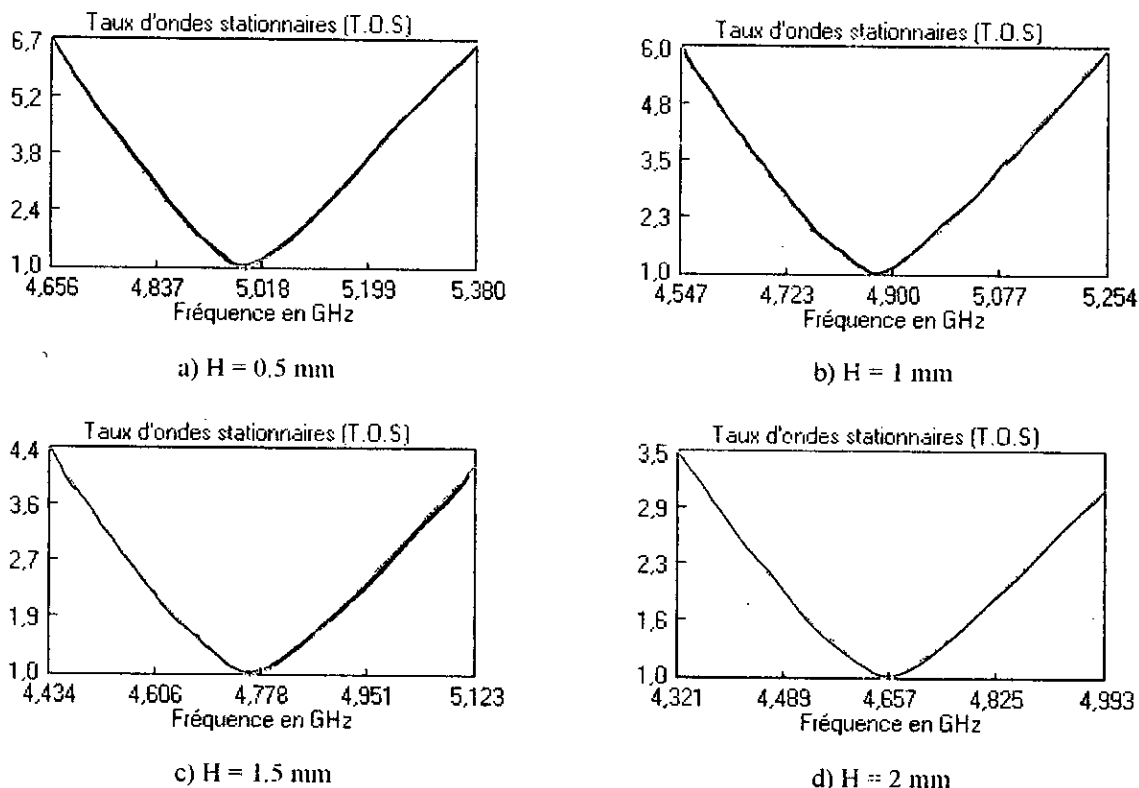 Taux d'ondes stationnaires (T.O.S)
6,7
5,2
3,8
2,4
1,0
4,656 4,837 5,018 5,199 5,380
Fréquence en GHz
a) H = 0.5 mm
Taux d'ondes stationnaires (T.O.S)
6,0
4,8
3,5
2,3
1,0
4,547 4,723 4,900 5,077 5,254
Fréquence en GHz
b) H = 1 mm
Taux d'ondes stationnaires (T.O.S)
4,4
3,6
2,7
1,9
1,0
4,434 4,606 4,778 4,951 5,123
Fréquence en GHz
c) H = 1.5 mm
Taux d'ondes stationnaires (T.O.S)
3,5
2,9
2,3
1,6
1,0
4,321 4,489 4,657 4,825 4,993
Fréquence en GHz
d) H = 2 mm